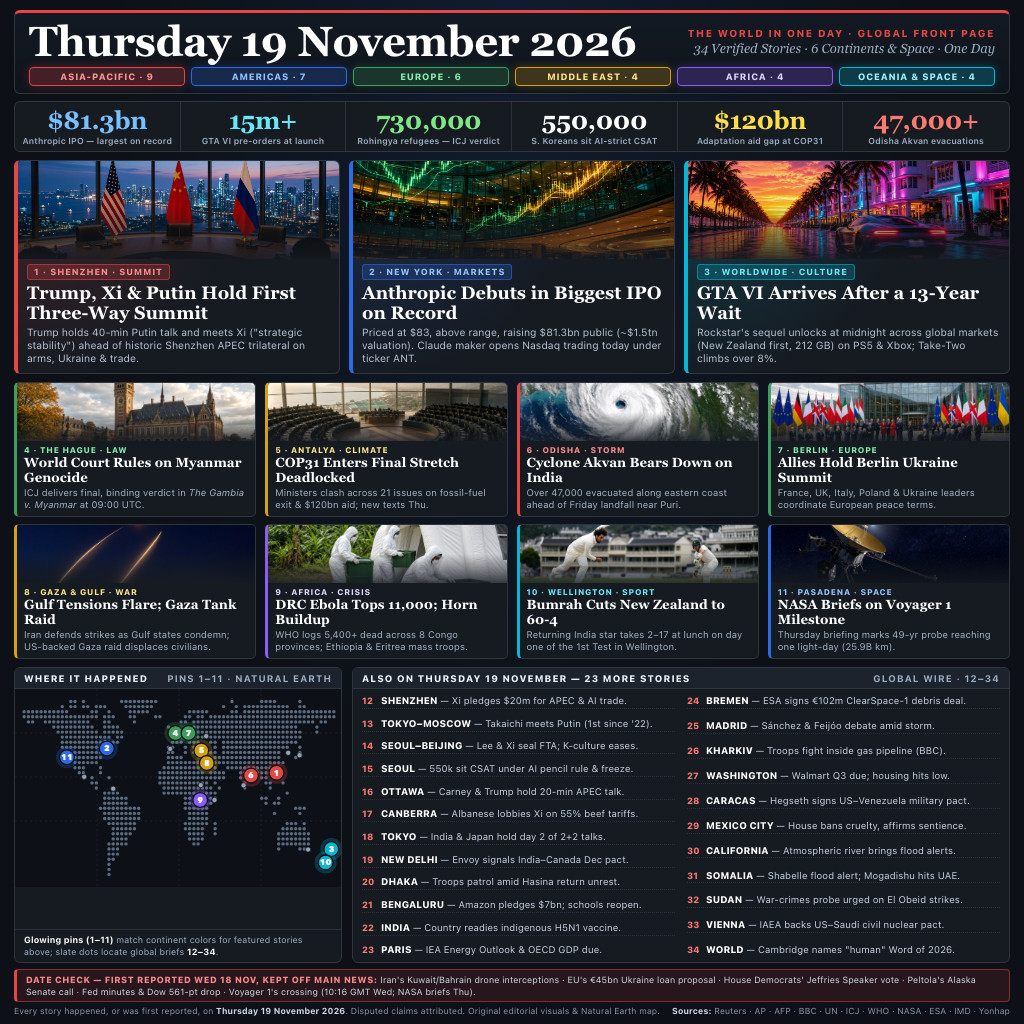 Thursday 19 November 2026
THE WORLD IN ONE DAY · GLOBAL FRONT PAGE
34 Verified Stories · 6 Continents & Space · One Day
ASIA-PACIFIC · 9
AMERICAS · 7
EUROPE · 6
MIDDLE EAST · 4
AFRICA · 4
OCEANIA & SPACE · 4
$81.3bn
Anthropic IPO — largest on record
15m+
GTA VI pre-orders at launch
730,000
Rohingya refugees — ICJ verdict
550,000
S. Koreans sit AI-strict CSAT
$120bn
Adaptation aid gap at COP31
47,000+
Odisha Akvan evacuations
1 · SHENZHEN · SUMMIT
Trump, Xi & Putin Hold First
Three-Way Summit
Trump holds 40-min Putin talk and meets Xi ("strategic
stability") ahead of historic Shenzhen APEC trilateral on
arms, Ukraine & trade.
2 · NEW YORK · MARKETS
Anthropic Debuts in Biggest IPO
on Record
Priced at $83, above range, raising $81.3bn public (~$1.5tn
valuation). Claude maker opens Nasdaq trading today under
ticker ANT.
3 · WORLDWIDE · CULTURE
GTA VI Arrives After a 13-Year
Wait
Rockstar's sequel unlocks at midnight across global markets
(New Zealand first, 212 GB) on PS5 & Xbox; Take-Two
climbs over 8%.
4 · THE HAGUE · LAW
World Court Rules on Myanmar
Genocide
ICJ delivers final, binding verdict in The Gambia
v. Myanmar at 09:00 UTC.
5 · ANTALYA · CLIMATE
COP31 Enters Final Stretch
Deadlocked
Ministers clash across 21 issues on fossil-fuel
exit & $120bn aid; new texts Thu.
6 · ODISHA · STORM
Cyclone Akvan Bears Down on
India
Over 47,000 evacuated along eastern coast
ahead of Friday landfall near Puri.
7 · BERLIN · EUROPE
Allies Hold Berlin Ukraine
Summit
France, UK, Italy, Poland & Ukraine leaders
coordinate European peace terms.
8 · GAZA & GULF · WAR
Gulf Tensions Flare; Gaza Tank
Raid
Iran defends strikes as Gulf states condemn;
US-backed Gaza raid displaces civilians.
9 · AFRICA · CRISIS
DRC Ebola Tops 11,000; Horn
Buildup
WHO logs 5,400+ dead across 8 Congo
provinces; Ethiopia & Eritrea mass troops.
10 · WELLINGTON · SPORT
Bumrah Cuts New Zealand to
60-4
Returning India star takes 2–17 at lunch on day
one of the 1st Test in Wellington.
11 · PASADENA · SPACE
NASA Briefs on Voyager 1
Milestone
Thursday briefing marks 49-yr probe reaching
one light-day (25.9B km).
WHERE IT HAPPENED
PINS 1–11 · NATURAL EARTH
4
7
2
11
5
8
6
1
9
3
10
Glowing pins (1–11) match continent colors for featured stories
above; slate dots locate global briefs 12–34.
ALSO ON THURSDAY 19 NOVEMBER — 23 MORE STORIES
GLOBAL WIRE · 12–34
12 SHENZHEN — Xi pledges $20m for APEC & AI trade.
13 TOKYO–MOSCOW — Takaichi meets Putin (1st since '22).
14 SEOUL–BEIJING — Lee & Xi seal FTA; K-culture eases.
15 SEOUL — 550k sit CSAT under AI pencil rule & freeze.
16 OTTAWA — Carney & Trump hold 20-min APEC talk.
17 CANBERRA — Albanese lobbies Xi on 55% beef tariffs.
18 TOKYO — India & Japan hold day 2 of 2+2 talks.
19 NEW DELHI — Envoy signals India–Canada Dec pact.
20 DHAKA — Troops patrol amid Hasina return unrest.
21 BENGALURU — Amazon pledges $7bn; schools reopen.
22 INDIA — Country readies indigenous H5N1 vaccine.
23 PARIS — IEA Energy Outlook & OECD GDP due.
24 BREMEN — ESA signs €102m ClearSpace-1 debris deal.
25 MADRID — Sánchez & Feijóo debate amid storm.
26 KHARKIV — Troops fight inside gas pipeline (BBC).
27 WASHINGTON — Walmart Q3 due; housing hits low.
28 CARACAS — Hegseth signs US–Venezuela military pact.
29 MEXICO CITY — House bans cruelty, affirms sentience.
30 CALIFORNIA — Atmospheric river brings flood alerts.
31 SOMALIA — Shabelle flood alert; Mogadishu hits UAE.
32 SUDAN — War-crimes probe urged on El Obeid strikes.
33 VIENNA — IAEA backs US–Saudi civil nuclear pact.
34 WORLD — Cambridge names "human" Word of 2026.
DATE CHECK — FIRST REPORTED WED 18 NOV, KEPT OFF MAIN NEWS: Iran's Kuwait/Bahrain drone interceptions · EU's €45bn Ukraine loan proposal · House Democrats' Jeffries Speaker vote · Peltola's Alaska
Senate call · Fed minutes & Dow 561-pt drop · Voyager 1's crossing (10:16 GMT Wed; NASA briefs Thu).
Every story happened, or was first reported, on Thursday 19 November 2026. Disputed claims attributed. Original editorial visuals & Natural Earth map.
Sources: Reuters · AP · AFP · BBC · UN · ICJ · WHO · NASA · ESA · IMD · Yonhap